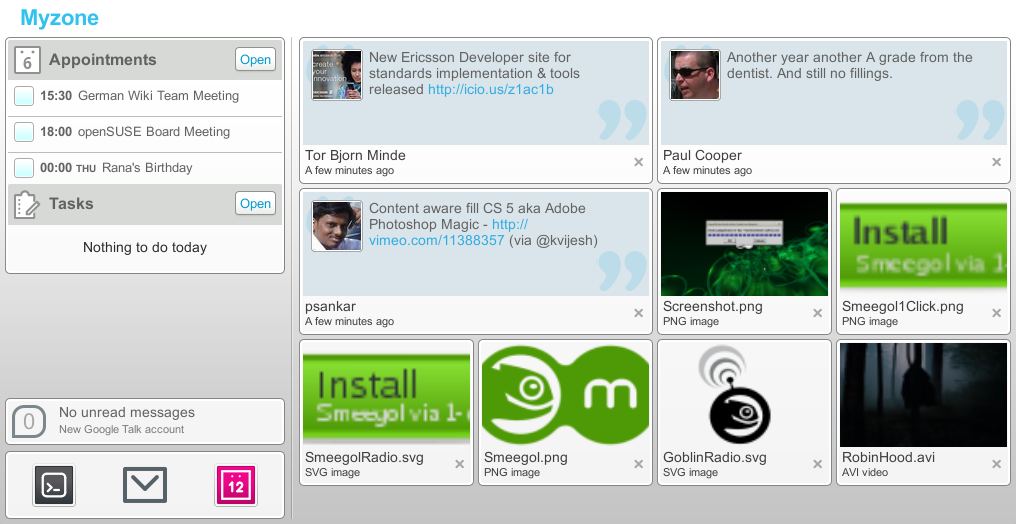 Myzone
6
Appointments
Open
15:30 German Wiki Team Meeting
18:00 openSUSE Board Meeting
00:00 THU Rana's Birthday
Tasks
Open
Nothing to do today
0
No unread messages
New Google Talk account
12
create
your
innovation
New Ericsson Developer site for
standards implementation & tools
released http://icio.us/z1ac1b
Tor Bjorn Minde
A few minutes ago
Another year another A grade from the
dentist. And still no fillings.
Paul Cooper
A few minutes ago
Content aware fill CS 5 aka Adobe
Photoshop Magic - http://
vimeo.com/11388357 (via @kvijesh)
psankar
A few minutes ago
Screenshot.png
PNG image
Install
Smeegol via 1-
Smeegol1Click.png
PNG image
Install
Smeegol via 1-
SmeegolRadio.svg
SVG image
m
Smeegol.png
PNG image
GoblinRadio.svg
SVG image
RobinHood.avi
AVI video